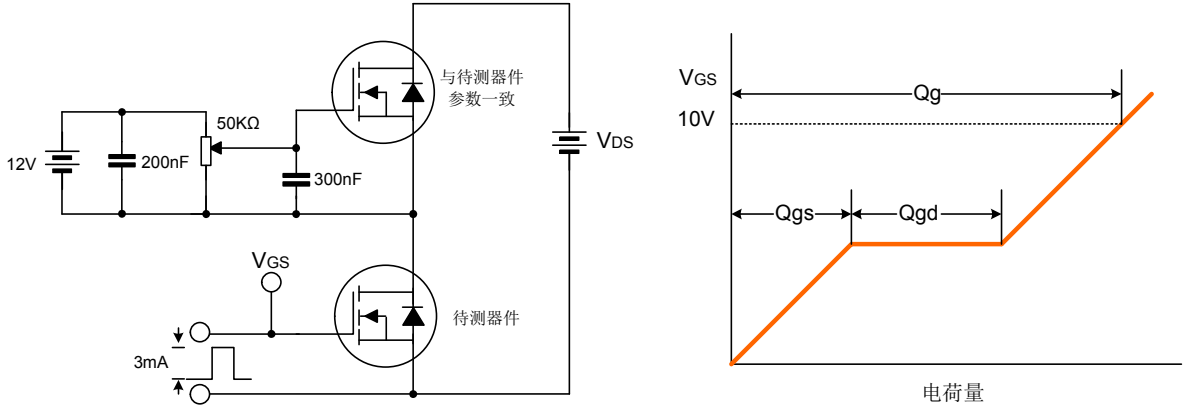 与待测器件
参数一致
50KΩ
12V
200nF
300nF
VDS
VGS
待测器件
3mA
VGS
Qg
10V
Qgs
Qgd
电荷量